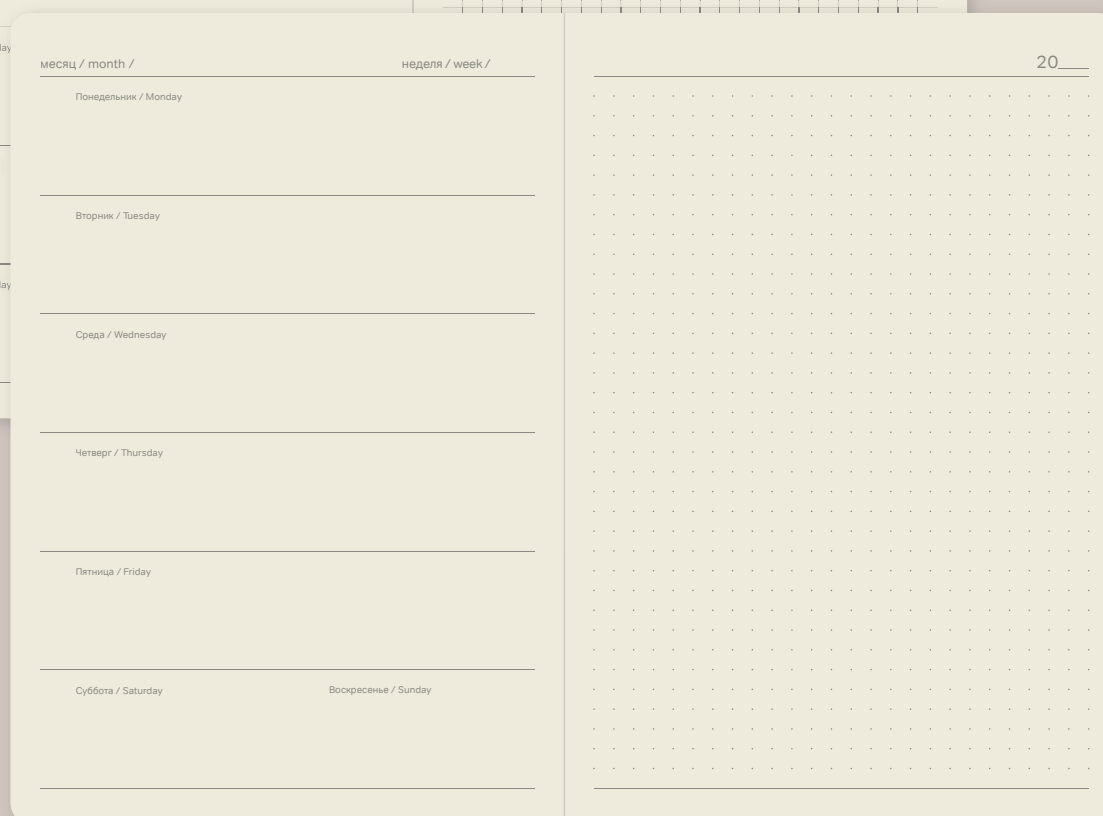 месяц / month /
неделя / week /
20
Понедельник / Monday
Вторник / Tuesday
Среда / Wednesday
Четверг / Thursday
Пятница / Friday
Суббота / Saturday
Воскресенье / Sunday